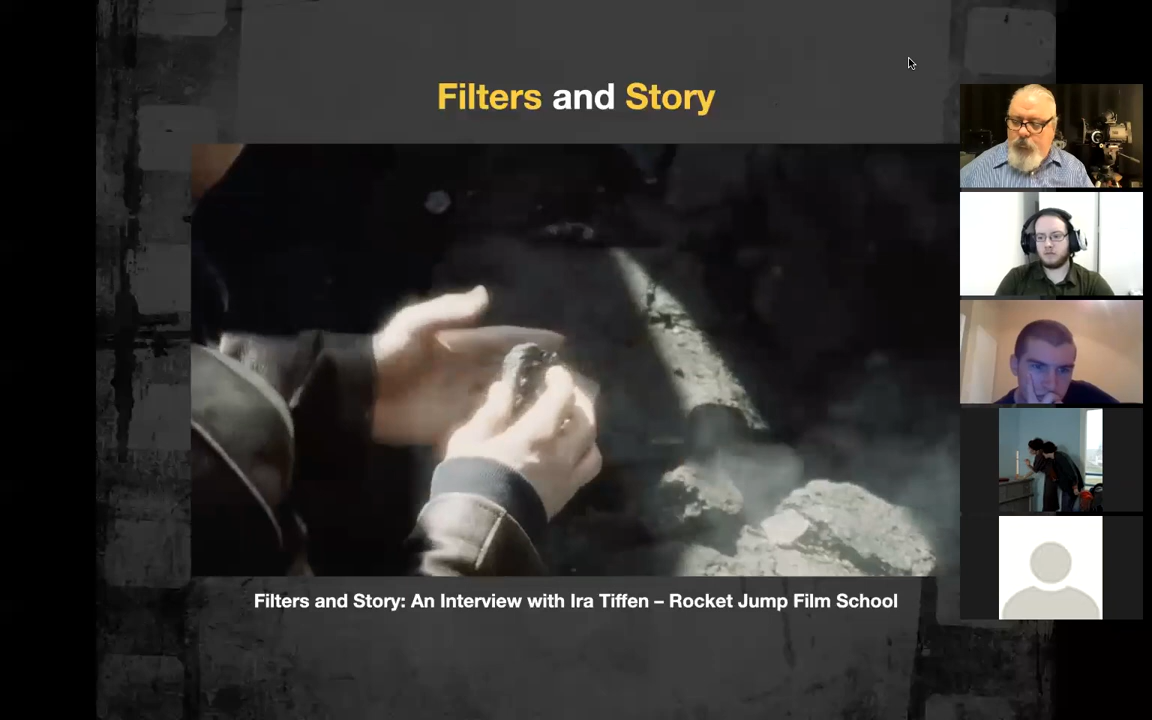 Filters and Story
Filters and Story: An Interview with Ira Tiffen – Rocket Jump Film School